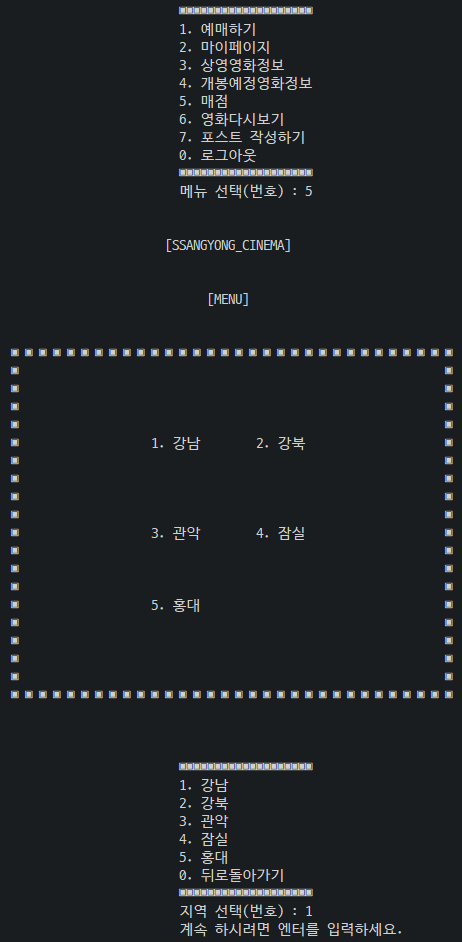 1. 예매하기
2. 마이페이지
3. 상영영화정보
4. 개봉예정영화정보
5. 매점
6. 영화다시보기
7. 포스트 작성하기
0. 로그아웃
메뉴 선택(번호) : 5
[SSANGYONG_CINEMA]
[MENU]
1. 강남 2. 강북
3. 관악 4. 잠실
5. 홍대
1. 강남
2. 강북
3. 관악
4. 잠실
5. 홍대
0. 뒤로돌아가기
지역 선택(번호) : 1
계속 하시려면 엔터를 입력하세요.